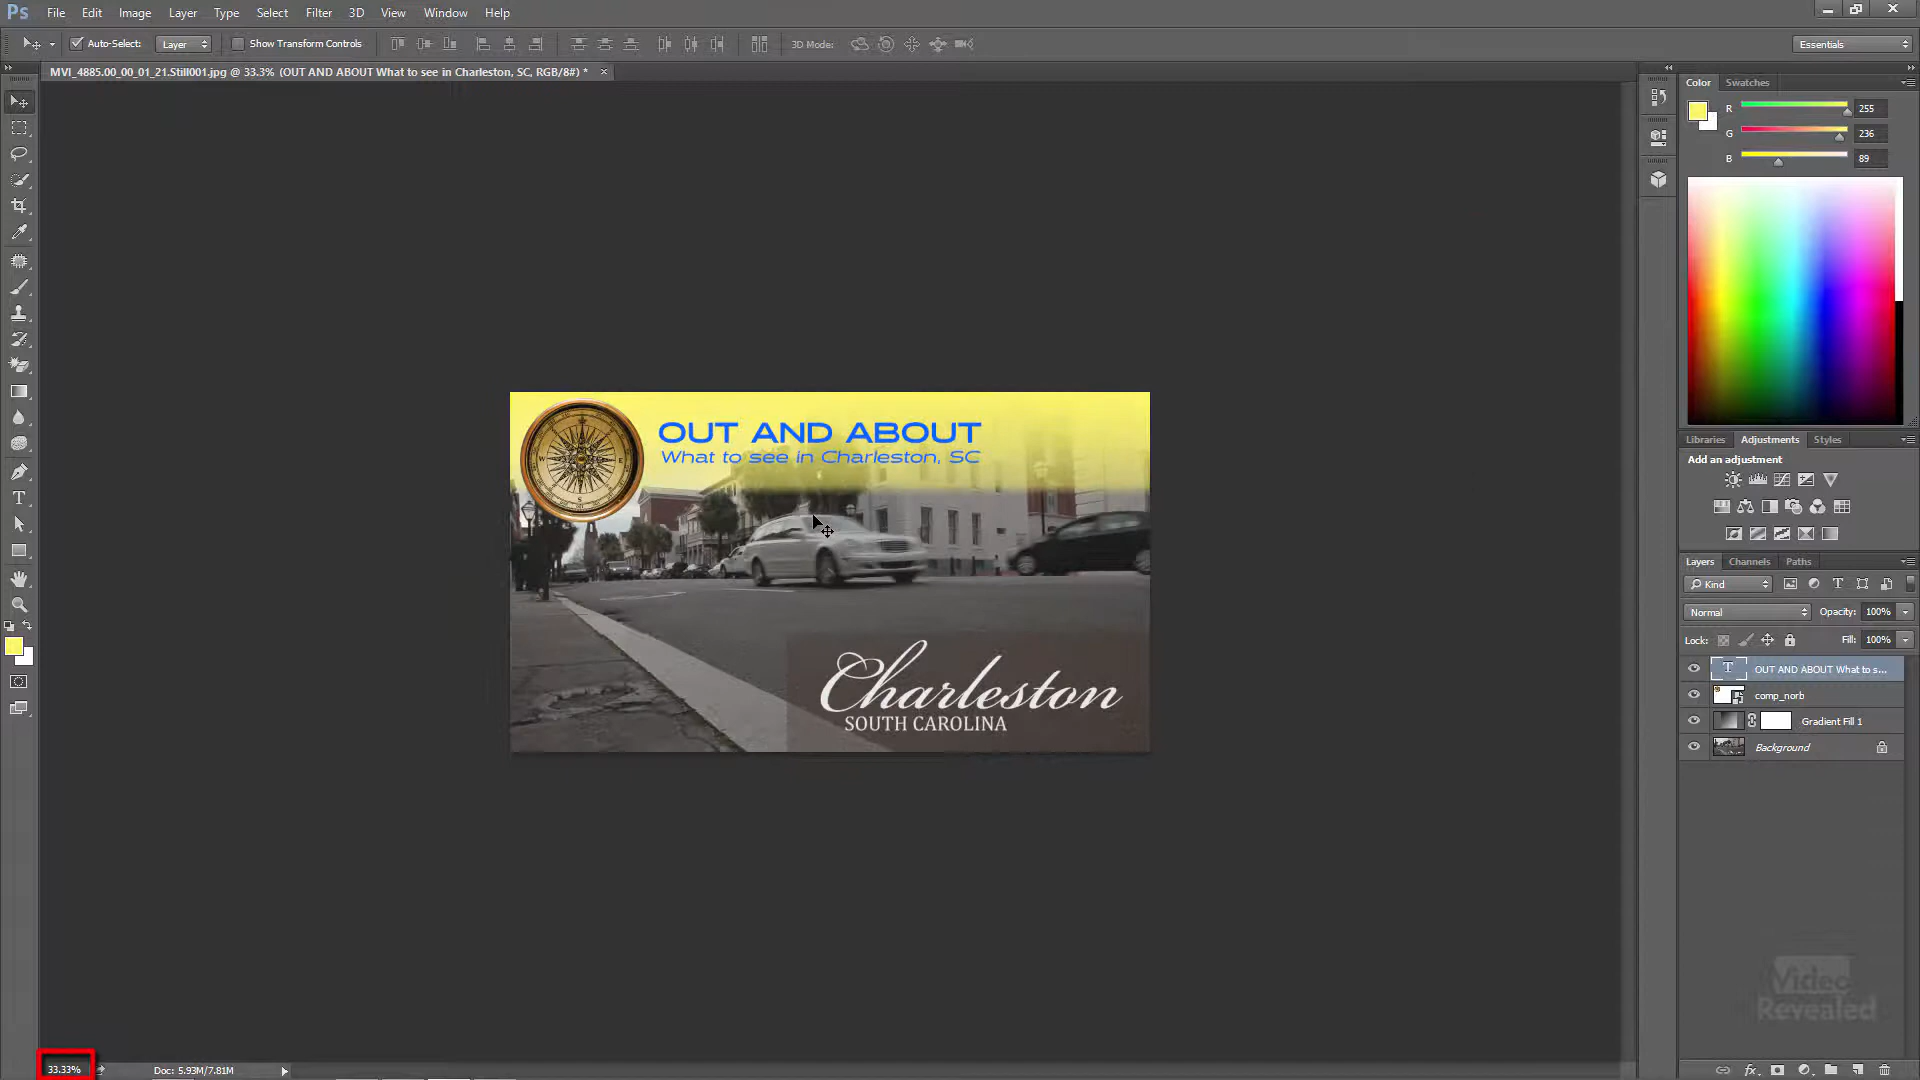 Ps File Edit Image Layer Type Select Filter 3D View Window Help
Auto-Select: Layer Show Transform Controls 3D Mode: Essentials
MVI_4885.00_00_01_21.Still001.jpg @ 33.3% (OUT AND ABOUT What to see in Charleston, SC, RGB/8#) * ×
Color Swatches
R 255
G 236
B 89
OUT AND ABOUT
What to see in Charleston, SC
Charleston
SOUTH CAROLINA
Libraries Adjustments Styles
Add an adjustment
Layers Channels Paths
Kind
Normal Opacity: 100%
Lock: Fill: 100%
T OUT AND ABOUT What to s...
comp_norb
Gradient Fill 1
Background
Video
Revealed
33.33% Doc: 5.93M/7.81M